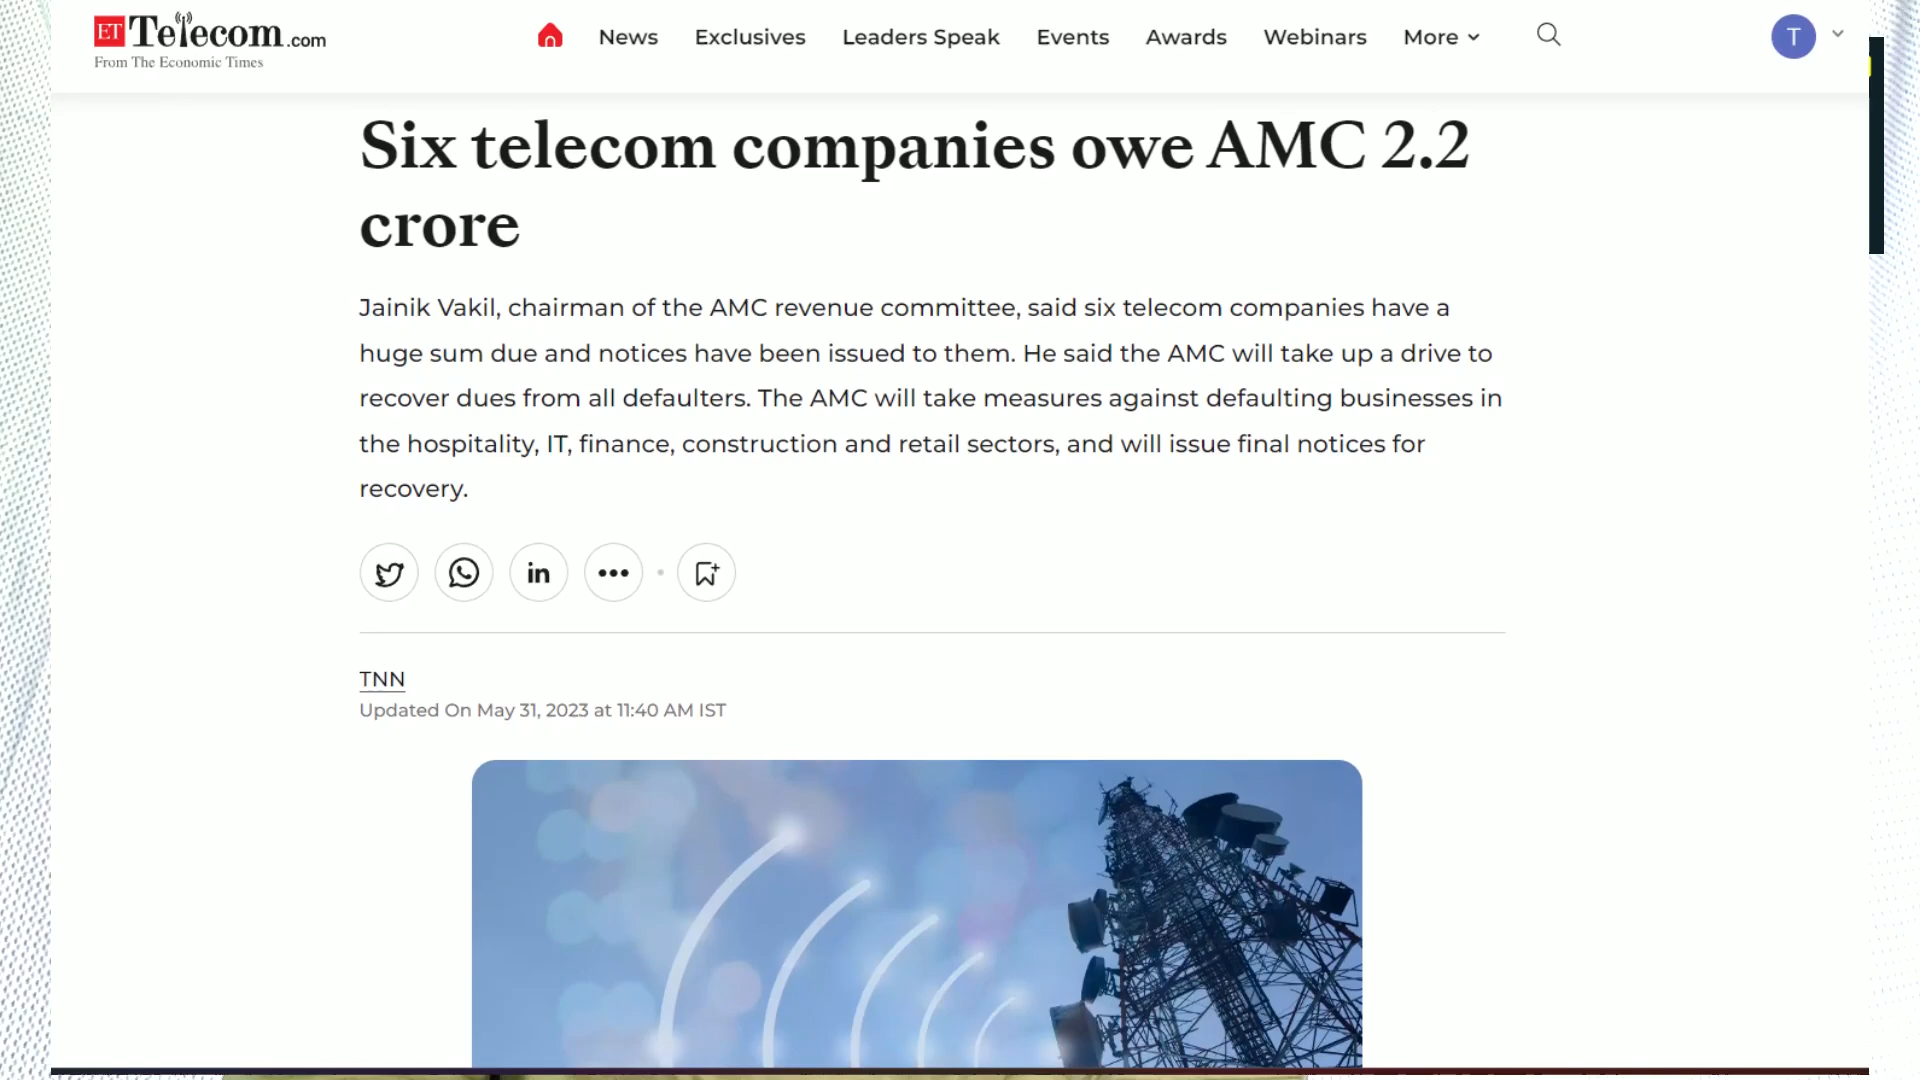 ET Telecom.com
From The Economic Times
News Exclusives Leaders Speak Events Awards Webinars More
T
Six telecom companies owe AMC 2.2
crore
Jainik Vakil, chairman of the AMC revenue committee, said six telecom companies have a
huge sum due and notices have been issued to them. He said the AMC will take up a drive to
recover dues from all defaulters. The AMC will take measures against defaulting businesses in
the hospitality, IT, finance, construction and retail sectors, and will issue final notices for
recovery.
in
TNN
Updated On May 31, 2023 at 11:40 AM IST